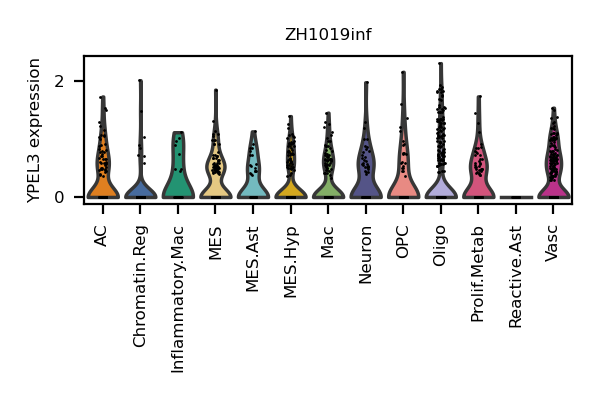 ZH1019inf
YPEL3 expression
2
0
AC
Chromatin.Reg
Inflammatory.Mac
MES
MES.Ast
MES.Hyp
Mac
Neuron
OPC
Oligo
Prolif.Metab
Reactive.Ast
Vasc